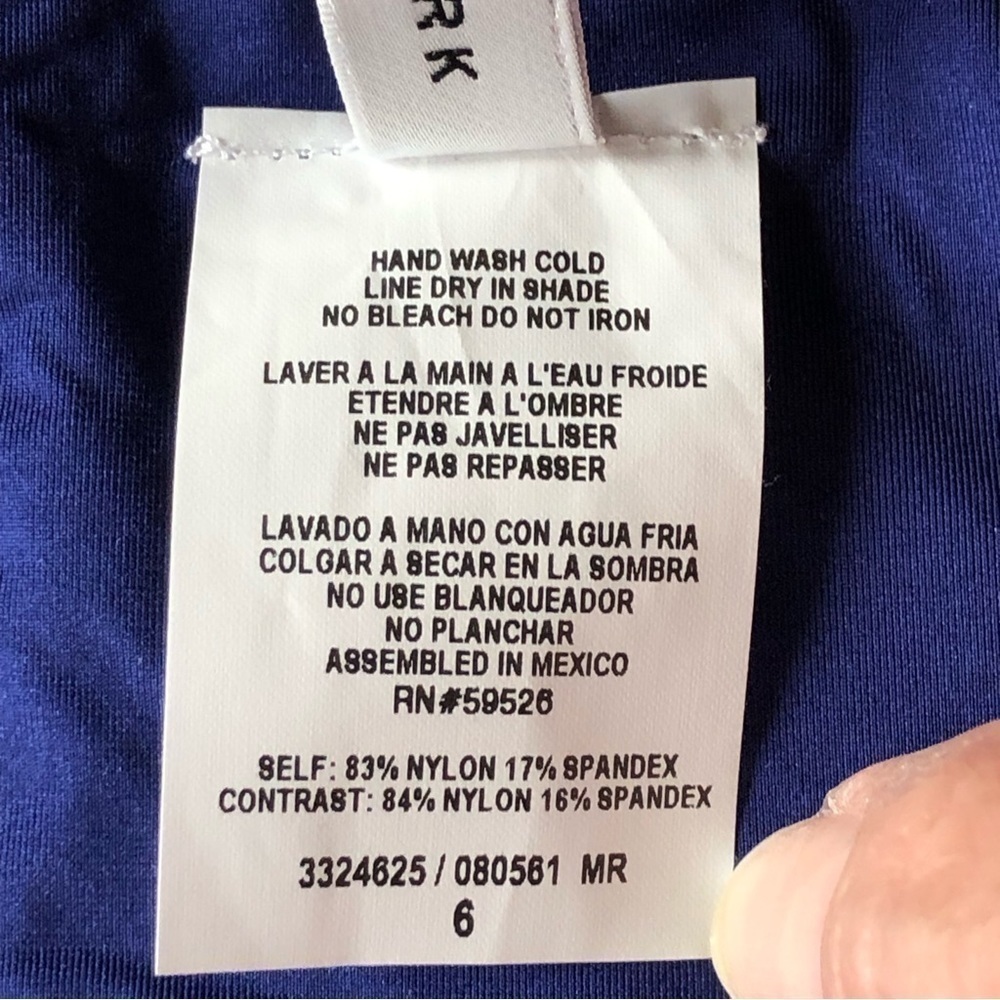 RK
HAND WASH COLD
LINE DRY IN SHADE
NO BLEACH DO NOT IRON
LAVER A LA MAIN A L'EAU FROIDE
ETENDRE A L'OMBRE
NE PAS JAVELLISER
NE PAS REPASSER
LAVADO A MANO CON AGUA FRIA
COLGAR A SECAR EN LA SOMBRA
NO USE BLANQUEADOR
NO PLANCHAR
ASSEMBLED IN MEXICO
RN#59526
SELF: 83% NYLON 17% SPANDEX
CONTRAST: 84% NYLON 16% SPANDEX
3324625 / 080561 MR
6